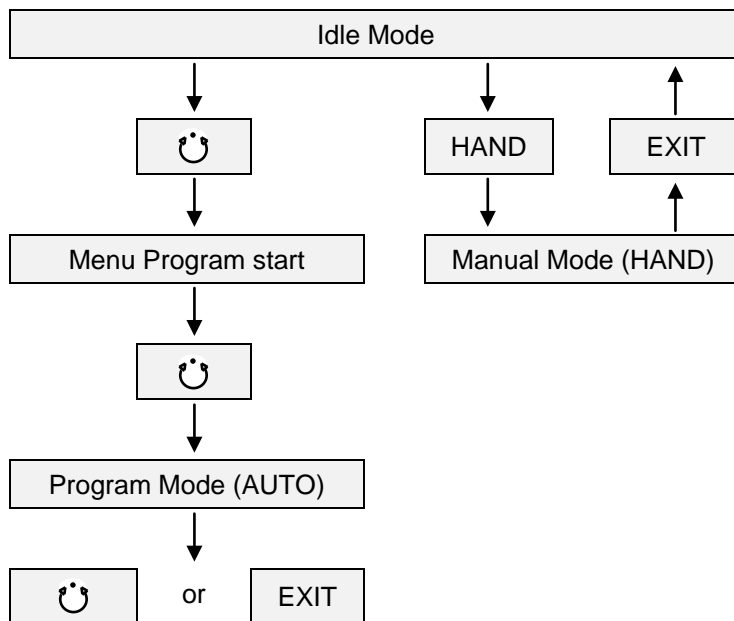 Idle Mode
HAND EXIT
Menu Program start Manual Mode (HAND)
Program Mode (AUTO)
or EXIT